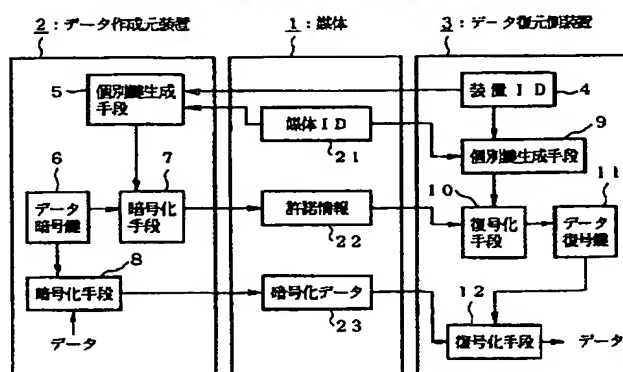 2：データ作成元装置
1：媒体
3：データ復元側装置
5
個別鍵生成
手段
装置ID
4
媒体ID
21
9
個別鍵生成手段
6
データ
暗号鍵
7
暗号化
手段
許諾情報
22
10
復号化
手段
11
データ
復号鍵
8
暗号化手段
データ
暗号化データ
23
12
復号化手段
データ